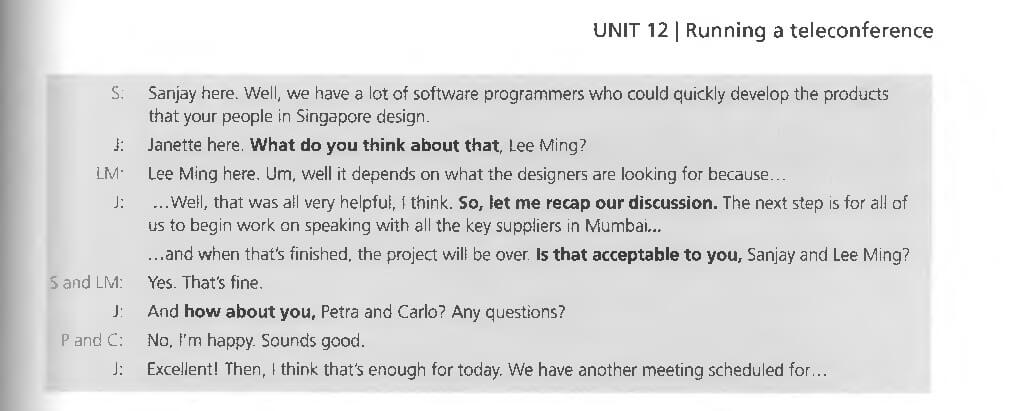 UNIT 12 | Running a teleconference
S: Sanjay here. Well, we have a lot of software programmers who could quickly develop the products
that your people in Singapore design.
J: Janette here. What do you think about that, Lee Ming?
LM: Lee Ming here. Um, well it depends on what the designers are looking for because...
J: ...Well, that was all very helpful, I think. So, let me recap our discussion. The next step is for all of
us to begin work on speaking with all the key suppliers in Mumbai...
...and when that's finished, the project will be over. Is that acceptable to you, Sanjay and Lee Ming?
S and LM: Yes. That's fine.
J: And how about you, Petra and Carlo? Any questions?
P and C: No, I'm happy. Sounds good.
J: Excellent! Then, I think that's enough for today. We have another meeting scheduled for...